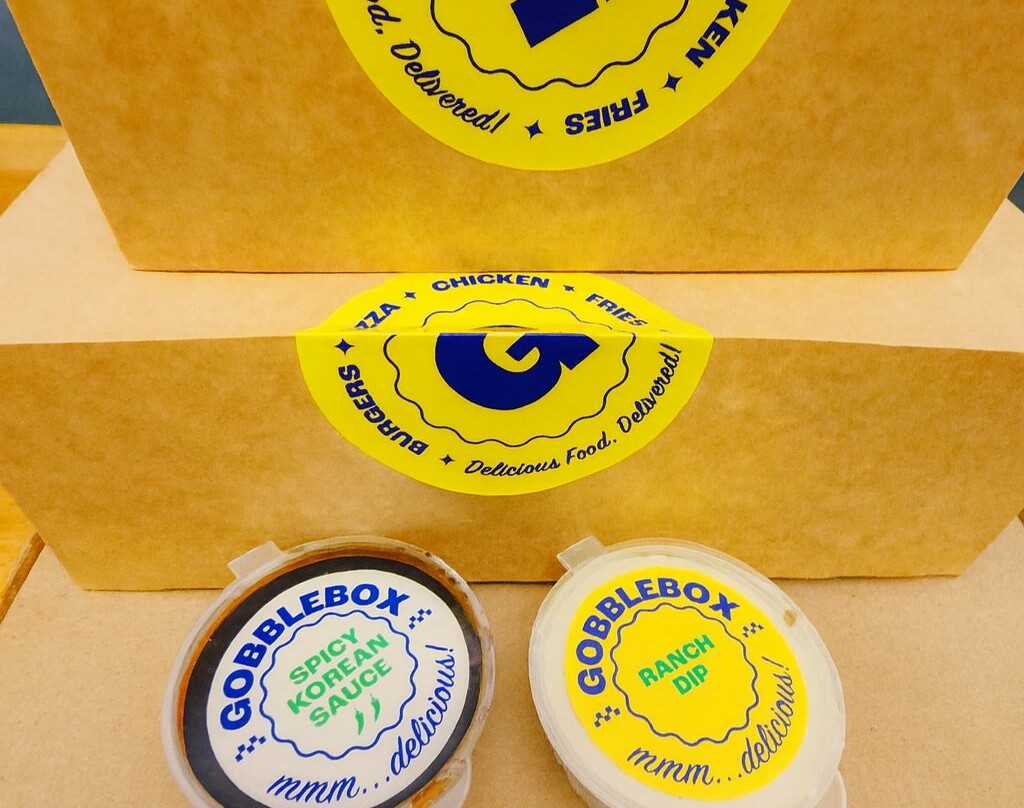 od, Delivered!
FRIES
KEN
ZZA ✦ CHICKEN ✦ FRIES
G
BURGERS ✦ Delicious Food, Delivered!
GOBBLEBOX
SPICY
KOREAN
SAUCE
mmm...delicious!
GOBBLEBOX
RANCH
DIP
mmm...delicious!